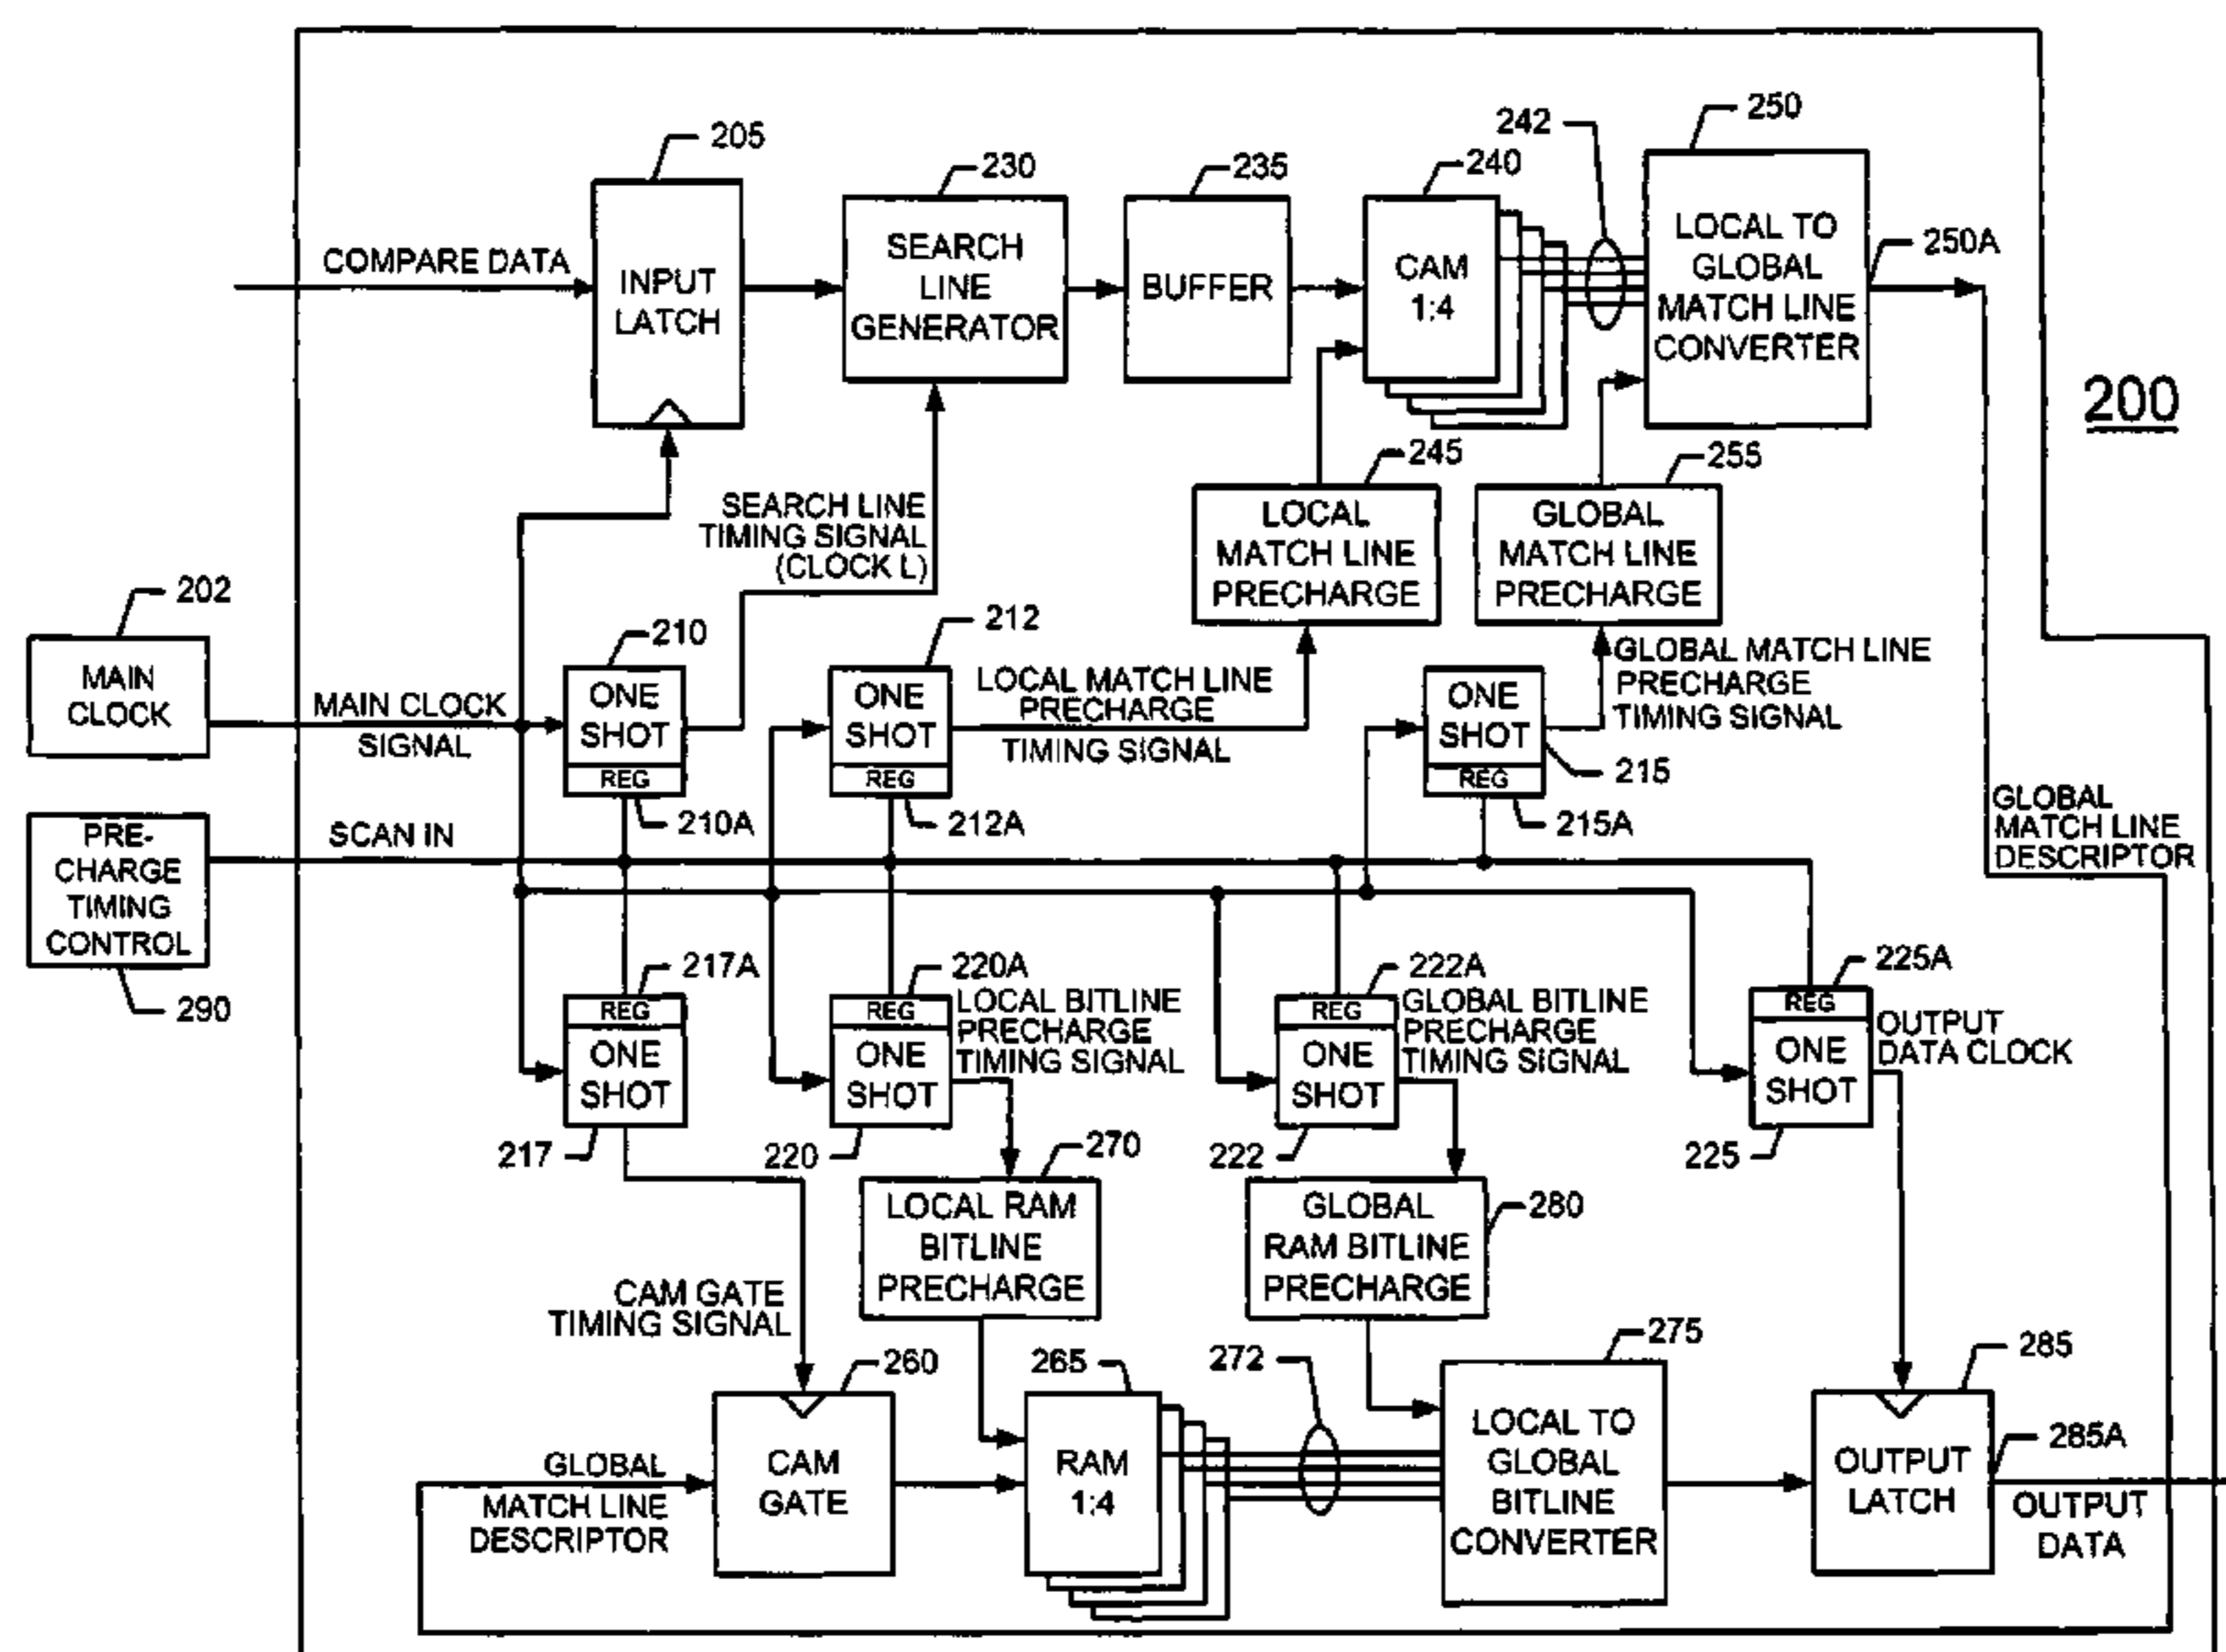 205
INPUT
LATCH
COMPARE DATA
230
SEARCH
LINE
GENERATOR
235
BUFFER
240
CAM
1:4
242
250
LOCAL TO
GLOBAL
MATCH LINE
CONVERTER
250A
200
245
LOCAL
MATCH LINE
PRECHARGE
255
GLOBAL
MATCH LINE
PRECHARGE
SEARCH LINE
TIMING SIGNAL
(CLOCK L)
202
MAIN
CLOCK
MAIN CLOCK
SIGNAL
210
ONE
SHOT
REG
210A
212
ONE
SHOT
REG
212A
LOCAL MATCH LINE
PRECHARGE
TIMING SIGNAL
ONE
SHOT
REG
215
215A
GLOBAL MATCH LINE
PRECHARGE
TIMING SIGNAL
GLOBAL
MATCH LINE
DESCRIPTOR
PRE-
CHARGE
TIMING
CONTROL
290
SCAN IN
217A
REG
ONE
SHOT
217
220A
REG
ONE
SHOT
220
LOCAL BITLINE
PRECHARGE
TIMING SIGNAL
222A
REG
ONE
SHOT
222
GLOBAL BITLINE
PRECHARGE
TIMING SIGNAL
225A
REG
ONE
SHOT
225
OUTPUT
DATA CLOCK
270
LOCAL RAM
BITLINE
PRECHARGE
GLOBAL
RAM BITLINE
PRECHARGE
280
CAM GATE
TIMING SIGNAL
260
CAM
GATE
GLOBAL
MATCH LINE
DESCRIPTOR
265
RAM
1:4
272
275
LOCAL TO
GLOBAL
BITLINE
CONVERTER
285
OUTPUT
LATCH
285A
OUTPUT
DATA